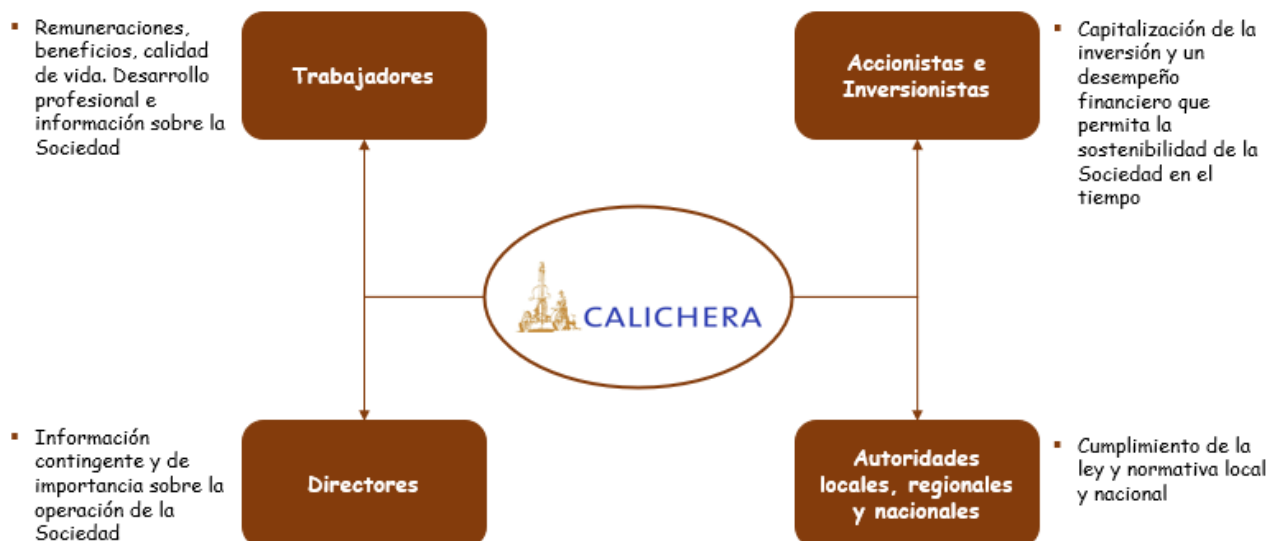 ▪ Remuneraciones,
beneficios, calidad
de vida. Desarrollo
profesional e
información sobre la
Sociedad
Trabajadores
Accionistas e
Inversionistas
▪ Capitalización de la
inversión y un
desempeño
financiero que
permita la
sostenibilidad de la
Sociedad en el
tiempo
CALICHERA
▪ Información
contingente y de
importancia sobre la
operación de la
Sociedad
Directores
Autoridades
locales, regionales
y nacionales
▪ Cumplimiento de la
ley y normativa local
y nacional